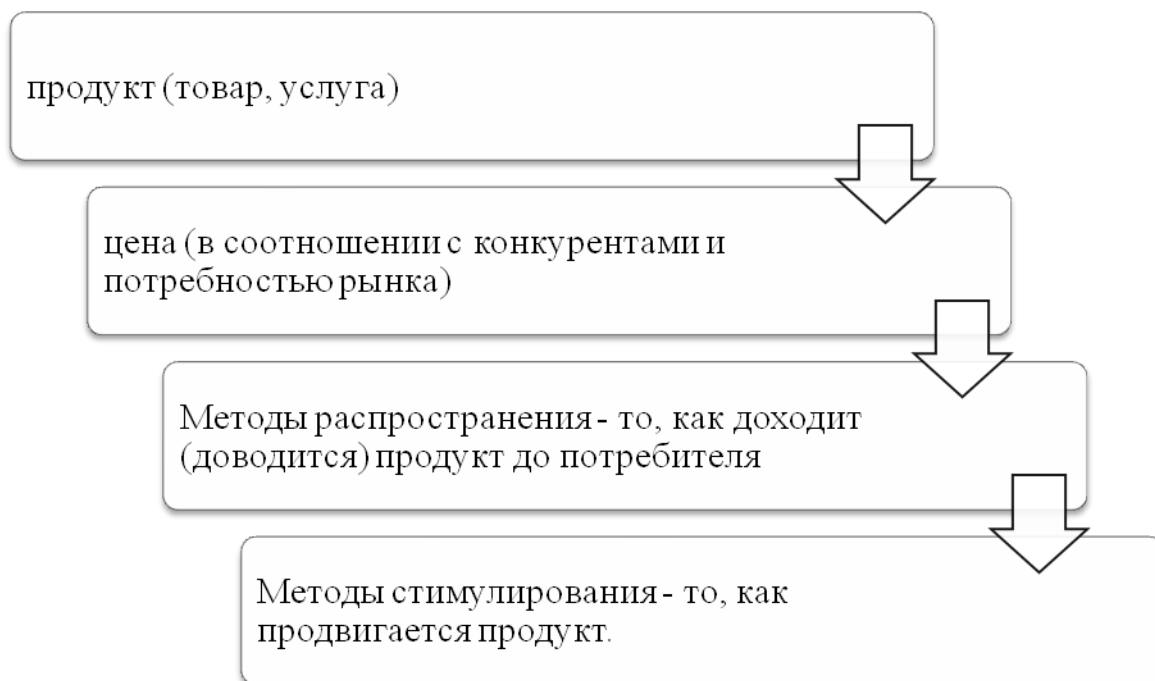 продукт (товар, услуга)
цена (в соотношении с конкурентами и
потребностью рынка)
Методы распространения - то, как доходит
(доводится) продукт до потребителя
Методы стимулирования - то, как
продвигается продукт.